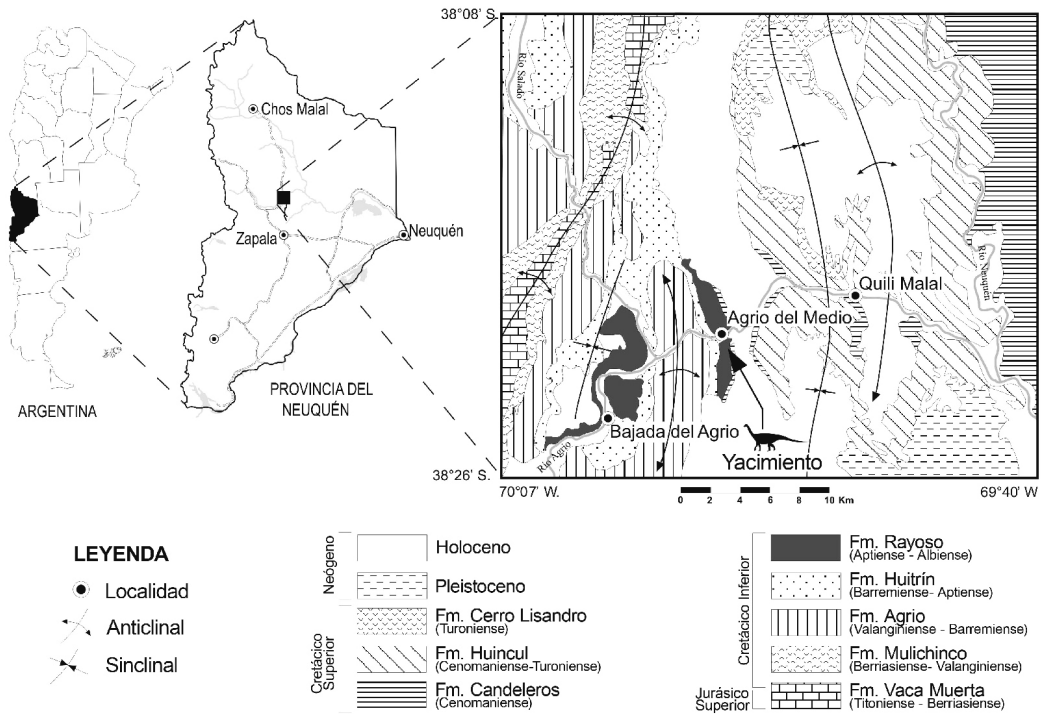 38°08' S.
Chos Malal
Zapala
Neuquén
ARGENTINA
PROVINCIA DEL
NEUQUÉN
Río Salado
Río Neuquén
Quili Malal
Agrio del Medio
Bajada del Agrio
Río Agrio
Yacimiento
38°26' S.
70°07' W.
69°40' W
0 2 4 6 8 10 Km
LEYENDA
Localidad
Anticlinal
Sinclinal
Neógeno
Holoceno
Pleistoceno
Cretácico
Superior
Fm. Cerro Lisandro
(Turoniense)
Fm. Huincul
(Cenomaniense-Turoniense)
Fm. Candeleros
(Cenomaniense)
Cretácico Inferior
Fm. Rayoso
(Aptiense - Albiense)
Fm. Huitrín
(Barremiense- Aptiense)
Fm. Agrio
(Valanginiense - Barremiense)
Fm. Mulichinco
(Berriasiense- Valanginiense)
Jurásico
Superior
Fm. Vaca Muerta
(Titoniense - Berriasiense)